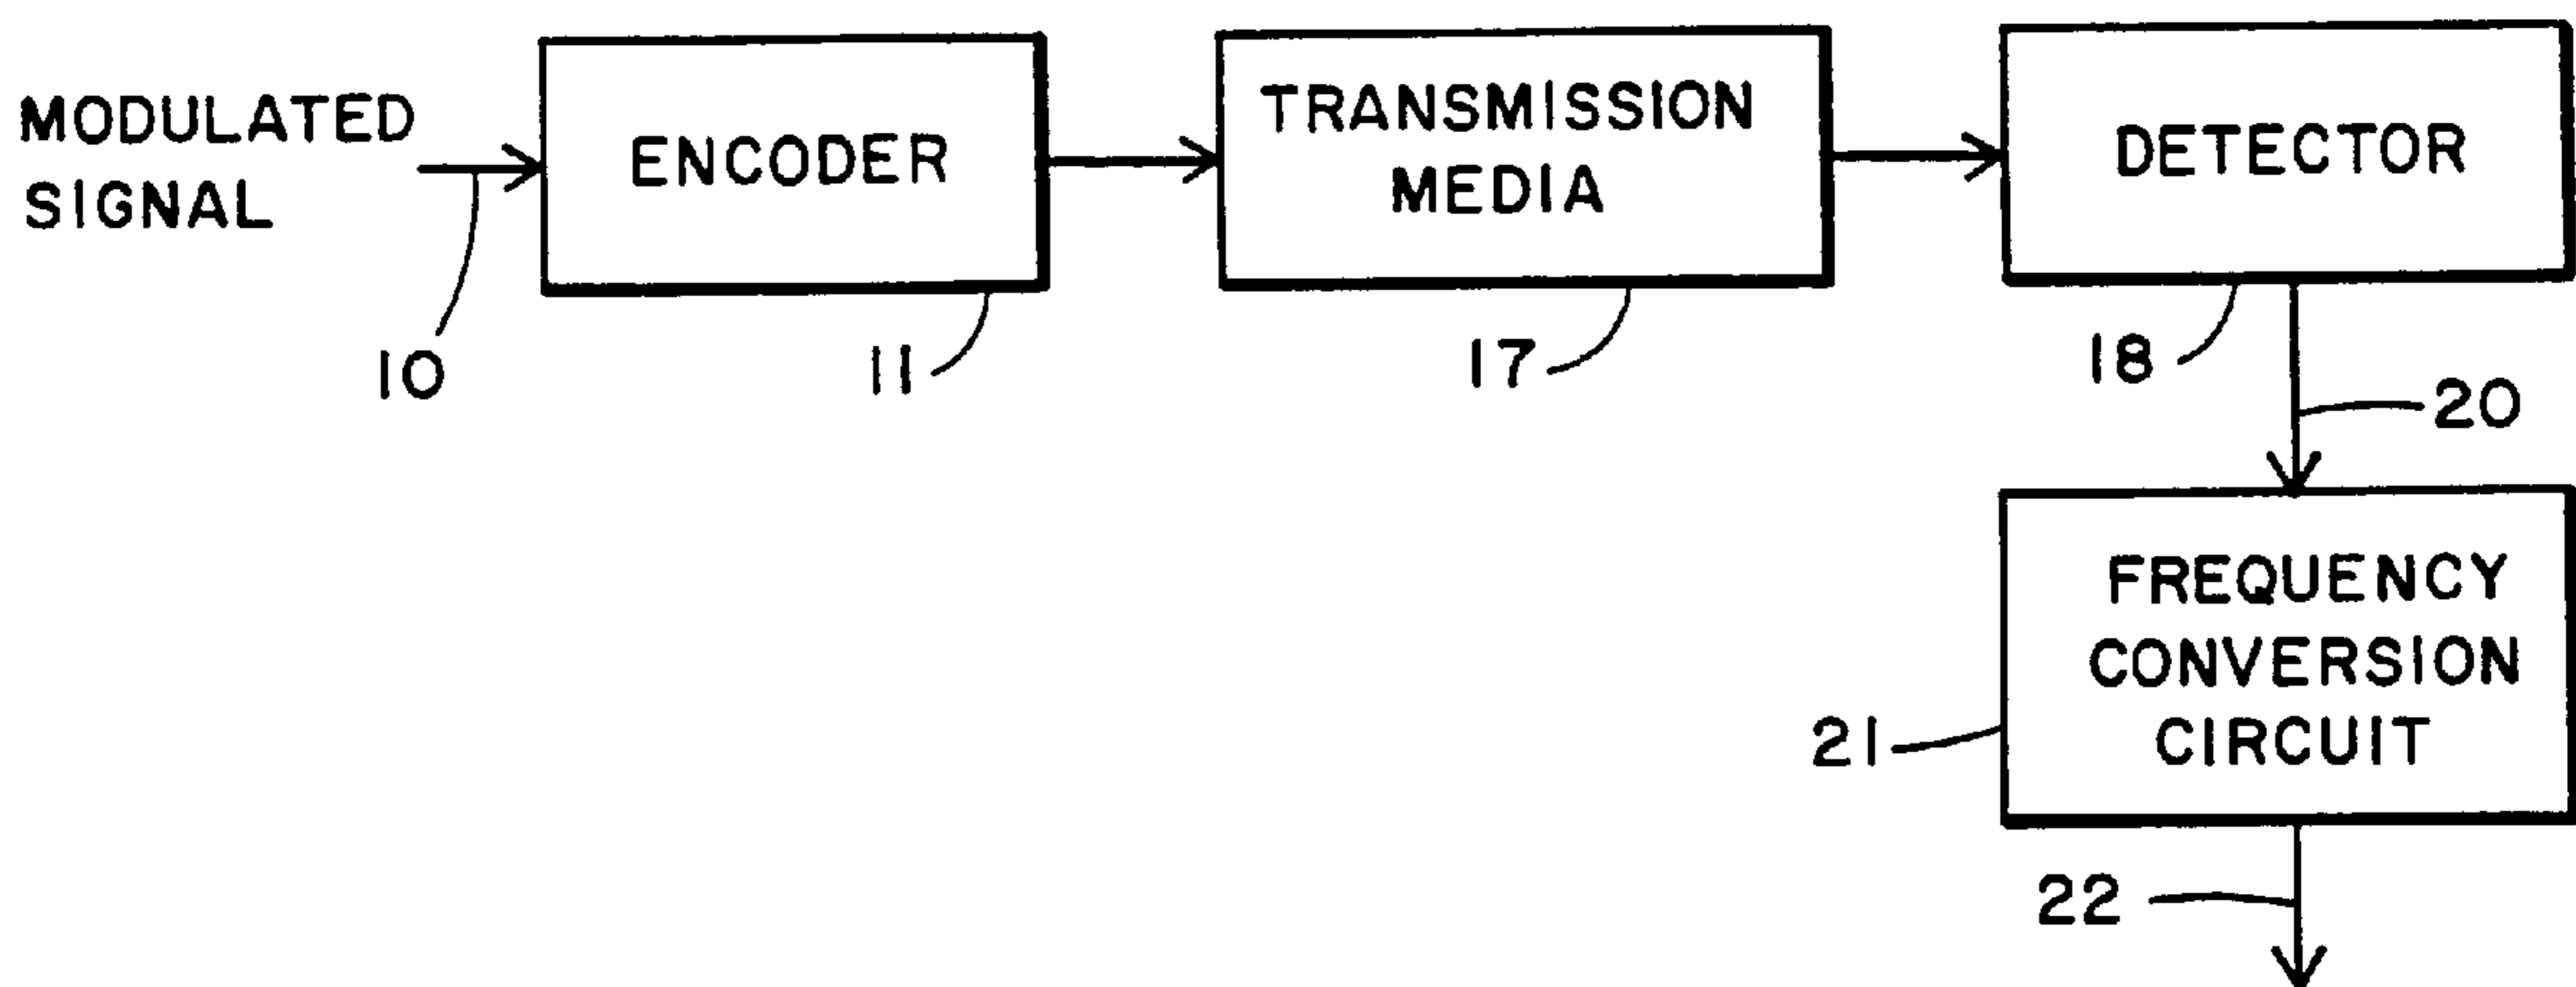 MODULATED
SIGNAL
ENCODER
TRANSMISSION
MEDIA
DETECTOR
10
11
17
18
20
FREQUENCY
CONVERSION
CIRCUIT
21
22